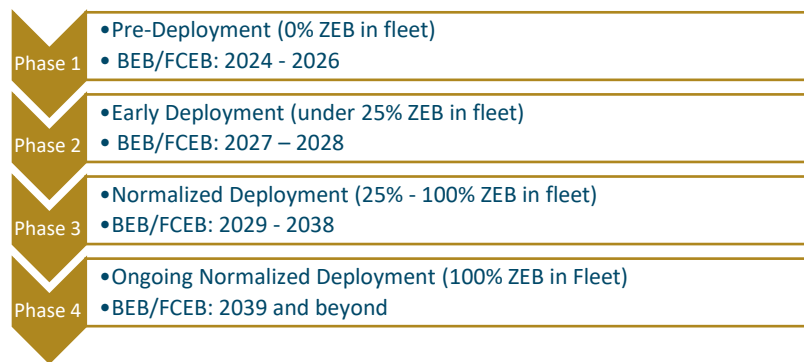 Phase 1
•Pre-Deployment (0% ZEB in fleet)
• BEB/FCEB: 2024 - 2026
Phase 2
•Early Deployment (under 25% ZEB in fleet)
• BEB/FCEB: 2027 – 2028
Phase 3
•Normalized Deployment (25% - 100% ZEB in fleet)
•BEB/FCEB: 2029 - 2038
Phase 4
•Ongoing Normalized Deployment (100% ZEB in Fleet)
•BEB/FCEB: 2039 and beyond